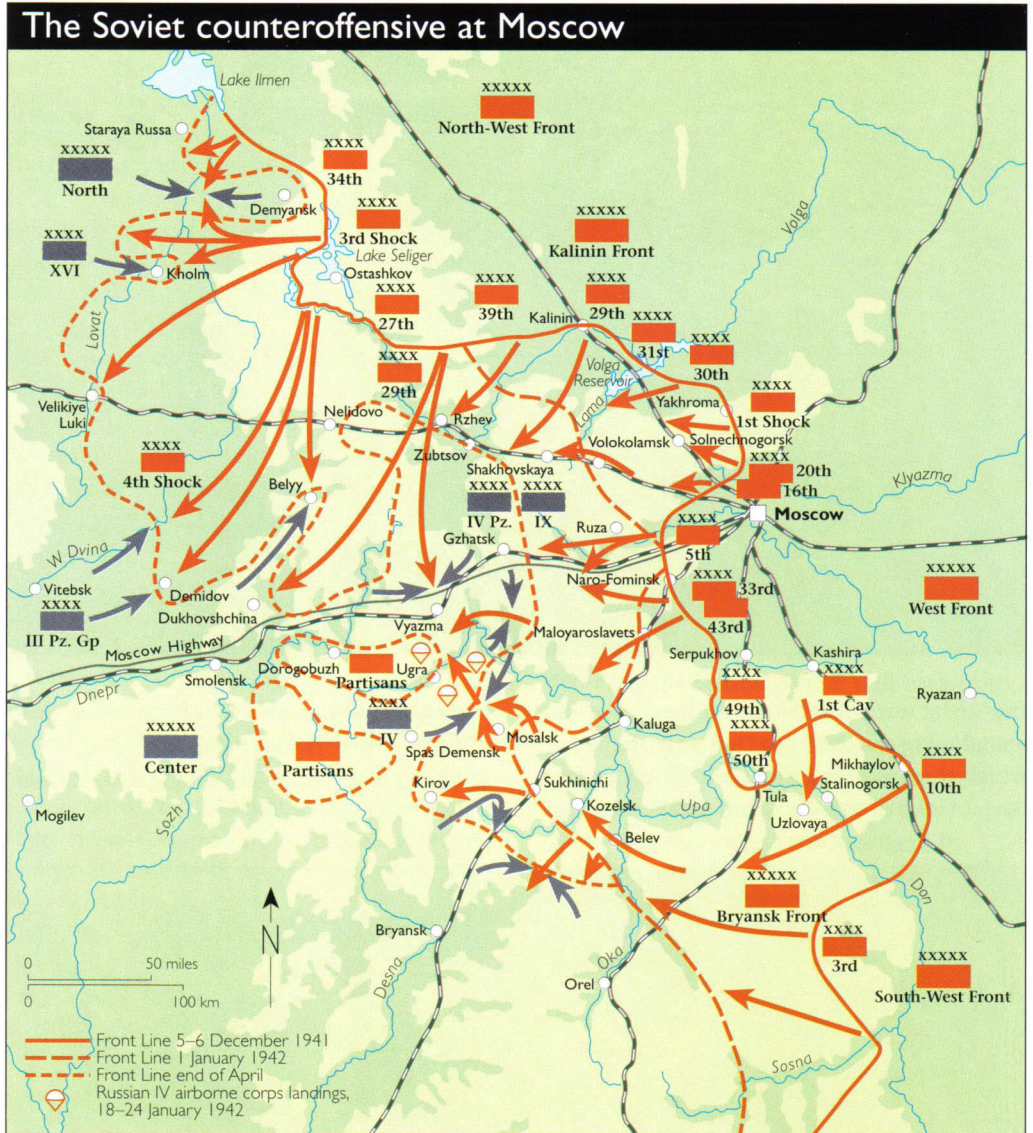 The Soviet counteroffensive at Moscow
Lake Ilmen
XXXXX
North-West Front
Staraya Russa
XXXXX
North
XXXX
34th
Demyansk
XXXX
3rd Shock
Lake Seliger
XXXXX
Kalinin Front
Volga
XXXX
XVI
Kholm
Ostashkov
XXXX
27th
XXXX
39th
XXXX
29th
Kalinin
XXXX
31st
XXXX
30th
Lovat
XXXX
29th
Volga
Reservoir
Lama
Velikiye
Luki
Nelidovo
Rzhev
Yakhroma
XXXX
1st Shock
Zubtsov
Volokolamsk
Solnechnogorsk
Shakhovskaya
XXXX
20th
16th
Klyazma
XXXX
4th Shock
Belyy
XXXX
IV Pz.
XXXX
IX
Moscow
Ruza
Gzhatsk
XXXX
5th
W Dvina
Vitebsk
Demidov
Naro-Fominsk
XXXX
33rd
43rd
XXXXX
West Front
XXXX
III Pz. Gp
Dukhovshchina
Vyazma
Maloyaroslavets
Moscow Highway
Dorogobuzh
Ugra
Partisans
Serpukhov
Kashira
Smolensk
Dnepr
XXXX
49th
XXXX
1st Cav
Ryazan
XXXXX
Center
XXXX
IV
Mosalsk
Spas Demensk
Kaluga
XXXX
50th
Partisans
Mikhaylov
XXXX
10th
Mogilev
Sozh
Kirov
Sukhinichi
Kozelsk
Upa
Tula
Stalinogorsk
Uzlovaya
Belev
XXXXX
Bryansk Front
Don
Bryansk
XXXX
3rd
N
Desna
Oka
Orel
XXXXX
South-West Front
0 50 miles
0 100 km
Sosna
Front Line 5–6 December 1941
Front Line 1 January 1942
Front Line end of April
Russian IV airborne corps landings,
18–24 January 1942